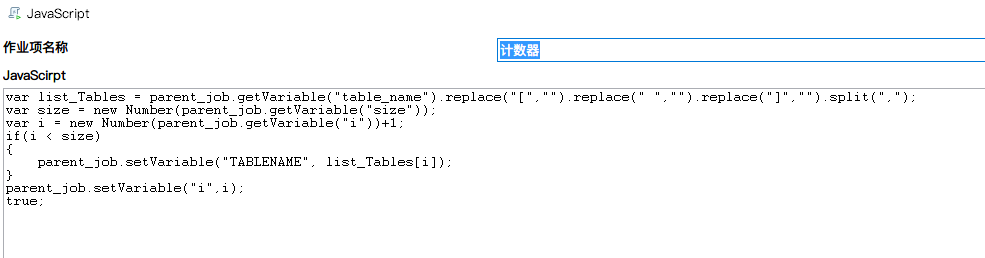 JavaScript
作业项名称
计数器
JavaScirpt
var list_Tables = parent_job.getVariable("table_name").replace("[","").replace(" ","").replace("]","").split(",");
var size = new Number(parent_job.getVariable("size"));
var i = new Number(parent_job.getVariable("i"))+1;
if(i < size)
{
    parent_job.setVariable("TABLENAME", list_Tables[i]);
}
parent_job.setVariable("i",i);
true;